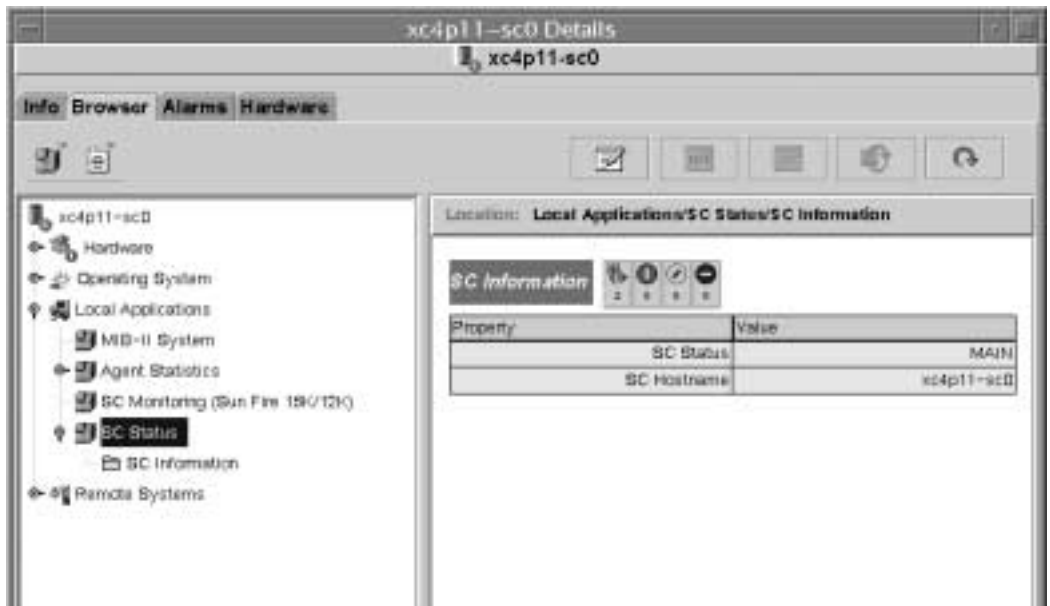 xc4p11-sc0 Details
xc4p11-sc0
Info Browser Alarms Hardware
xc4p11-sc0
Hardware
Operating System
Local Applications
MIB-II System
Agent Statistics
SC Monitoring (Sun Fire 15K/12K)
SC Status
SC Information
Remote Systems
Location: Local Applications/SC Status/SC Information
SC Information
Property Value
SC Status MAIN
SC Hostname xc4p11-sc0